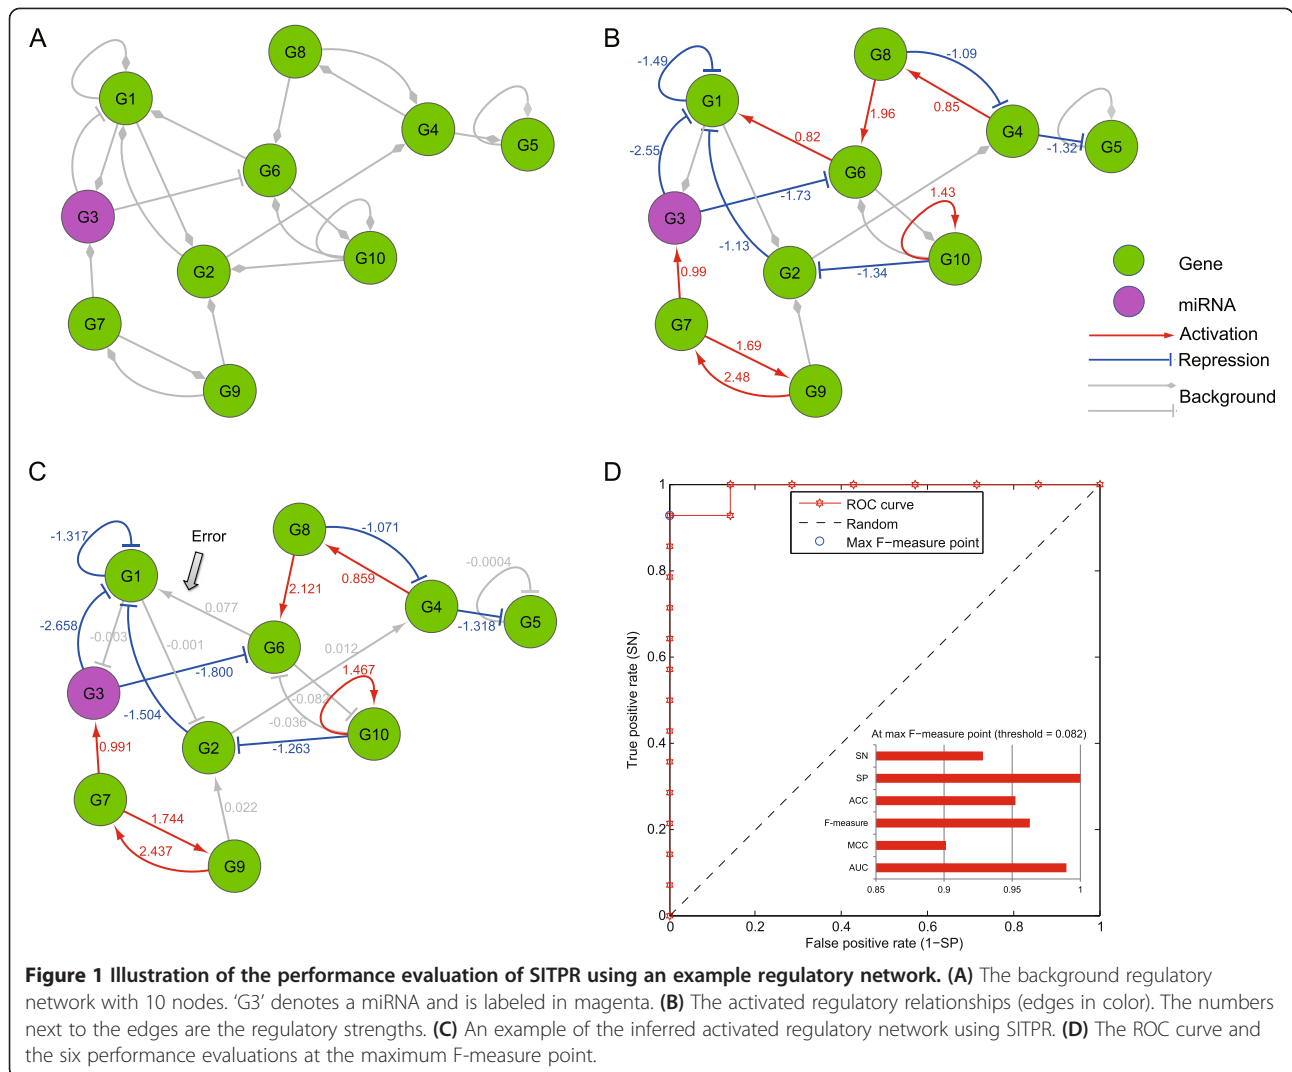 A
G1
G8
G4
G5
G6
G3
G2
G10
G7
G9
B
-1.49
G8
-1.09
G1
0.85
G4
1.96
0.82
-1.32
G5
-2.55
G6
-1.73
1.43
G3
-1.13
G2
-1.34
G10
0.99
G7
1.69
2.48
G9
Gene
miRNA
Activation
Repression
Background
C
-1.317
Error
G8
-1.071
-0.0004
G1
2.121
0.859
G4
0.077
-1.318
G5
-2.658
-0.003
-0.001
G6
0.012
-1.800
1.467
G3
-0.082
-1.504
-0.036
G2
-1.263
G10
0.991
G7
1.744
0.022
2.437
G9
D
1
0.8
0.6
0.4
0.2
0
True positive rate (SN)
ROC curve
Random
Max F−measure point
At max F−measure point (threshold = 0.082)
SN
SP
ACC
F-measure
MCC
AUC
0.85
0.9
0.95
1
0
0.2
0.4
0.6
0.8
1
False positive rate (1−SP)
Figure 1 Illustration of the performance evaluation of SITPR using an example regulatory network. (A) The background regulatory
network with 10 nodes. ‘G3’ denotes a miRNA and is labeled in magenta. (B) The activated regulatory relationships (edges in color). The numbers
next to the edges are the regulatory strengths. (C) An example of the inferred activated regulatory network using SITPR. (D) The ROC curve and
the six performance evaluations at the maximum F-measure point.